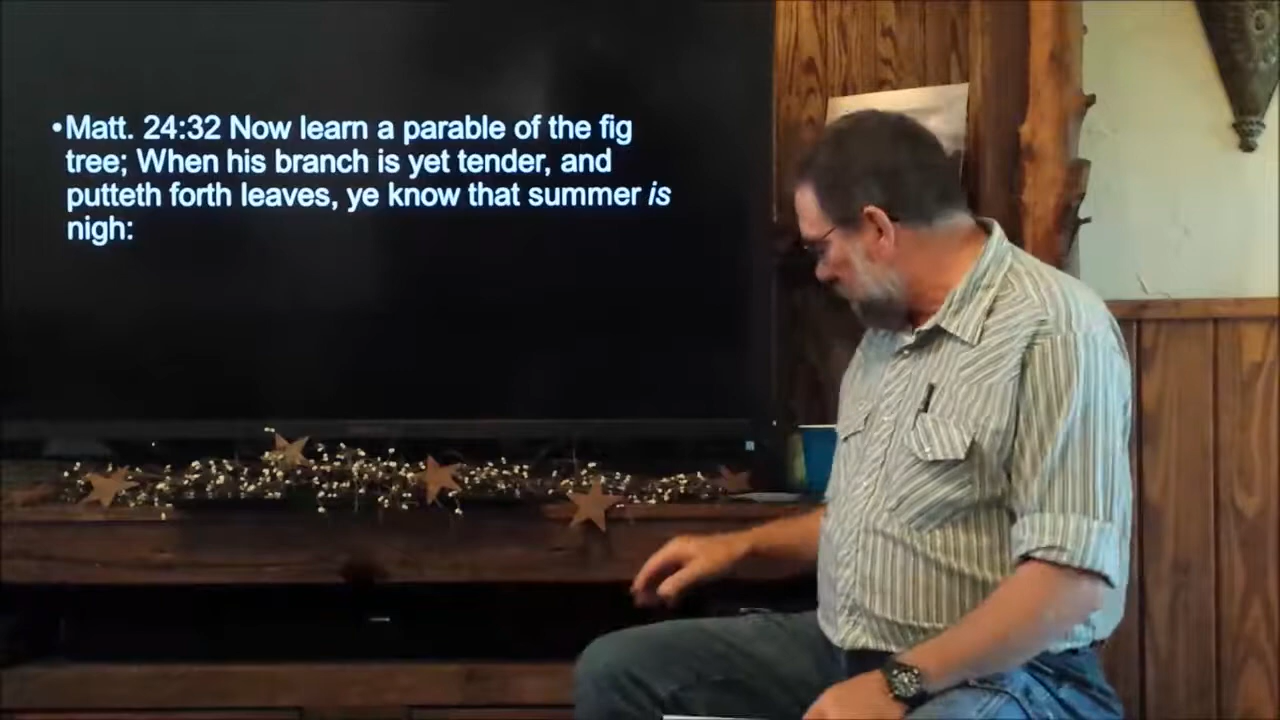 •Matt. 24:32 Now learn a parable of the fig
tree; When his branch is yet tender, and
putteth forth leaves, ye know that summer is
nigh: